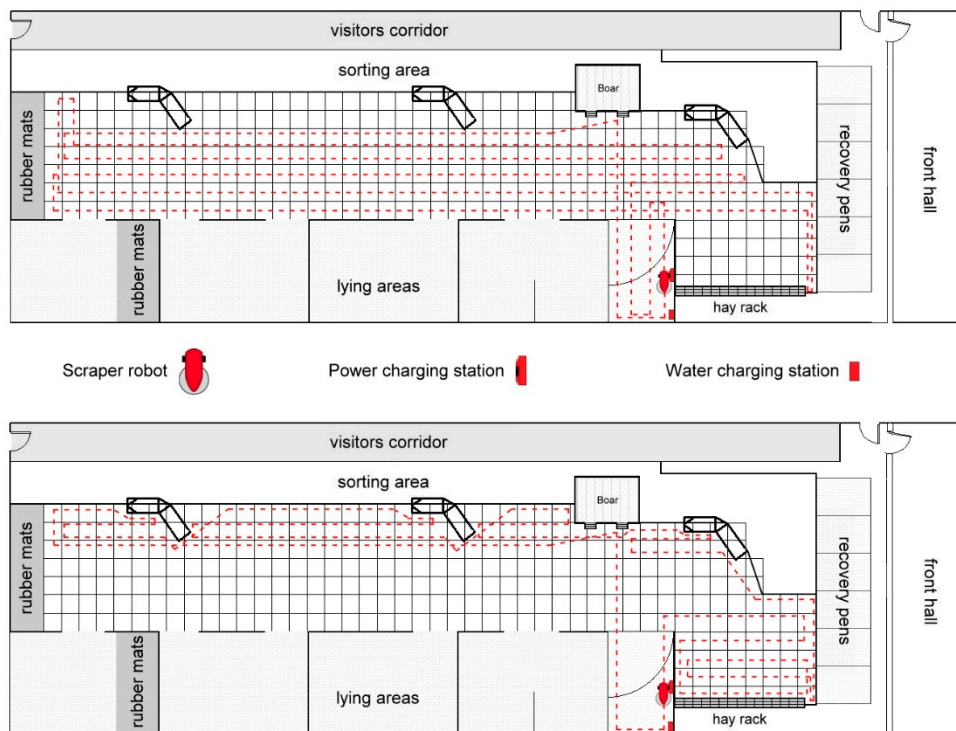 visitors corridor
sorting area
Boar
rubber mats
rubber mats
lying areas
hay rack
recovery pens
front hall
Scraper robot
Power charging station
Water charging station
visitors corridor
sorting area
Boar
rubber mats
rubber mats
lying areas
hay rack
recovery pens
front hall